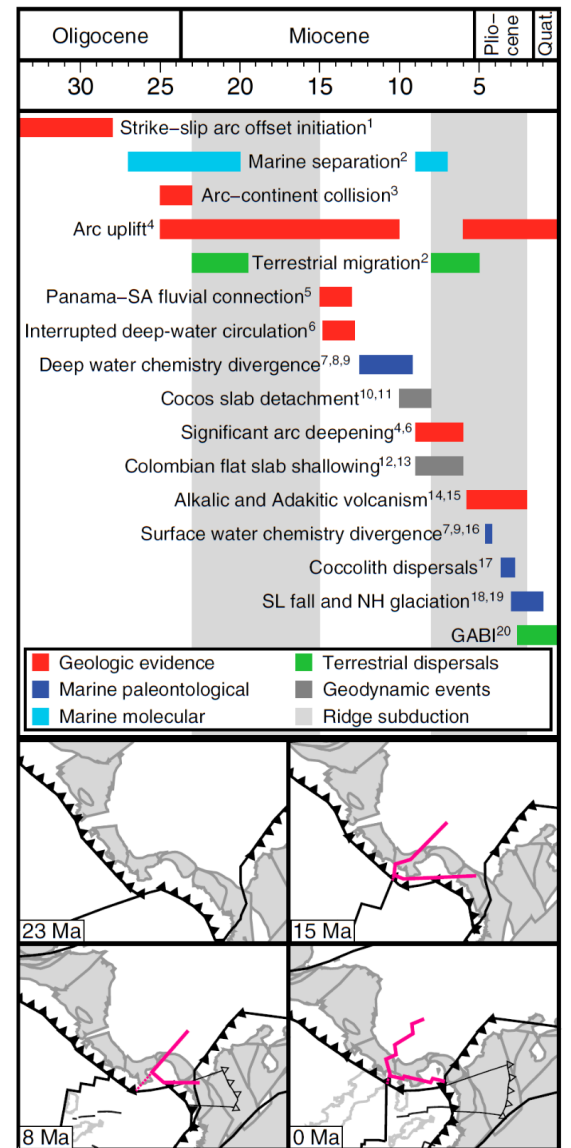 Oligocene Miocene Plio-cene Quat.
30 25 20 15 10 5
Strike-slip arc offset initiation¹
Marine separation²
Arc-continent collision³
Arc uplift⁴
Terrestrial migration²
Panama-SA fluvial connection⁵
Interrupted deep-water circulation⁶
Deep water chemistry divergence⁷,⁸,⁹
Cocos slab detachment¹⁰,¹¹
Significant arc deepening⁴,⁶
Colombian flat slab shallowing¹²,¹³
Alkalic and Adakitic volcanism¹⁴,¹⁵
Surface water chemistry divergence⁷,⁹,¹⁶
Coccolith dispersals¹⁷
SL fall and NH glaciation¹⁸,¹⁹
GABI²⁰
Geologic evidence Terrestrial dispersals
Marine paleontological Geodynamic events
Marine molecular Ridge subduction
23 Ma 15 Ma
8 Ma 0 Ma